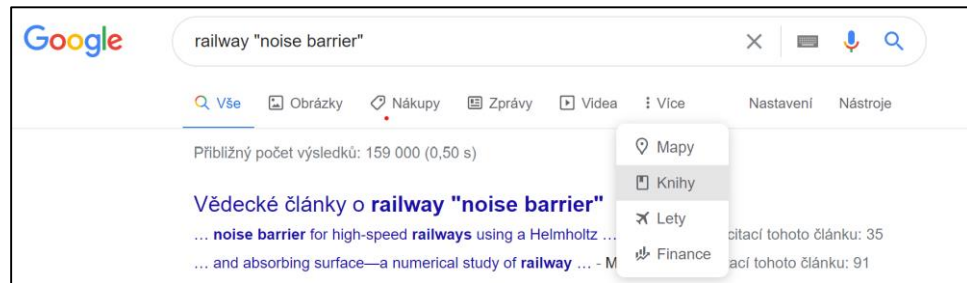 Google railway "noise barrier"
Vše Obrázky Nákupy Zprávy Videa Více Nastavení Nástroje
Přibližný počet výsledků: 159 000 (0,50 s)
Mapy
Knihy
Lety
Finance
Vědecké články o railway "noise barrier"
... noise barrier for high-speed railways using a Helmholtz ... citací tohoto článku: 35
... and absorbing surface—a numerical study of railway ... - M ací tohoto článku: 91